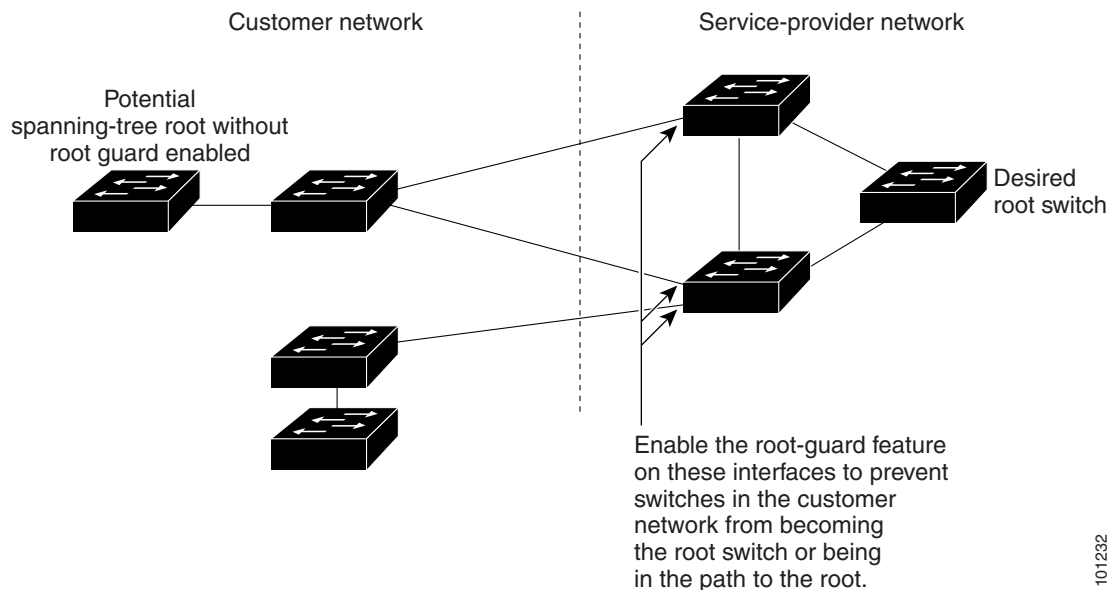 Customer network
Service-provider network
Potential
spanning-tree root without
root guard enabled
Desired
root switch
Enable the root-guard feature
on these interfaces to prevent
switches in the customer
network from becoming
the root switch or being
in the path to the root.
101232